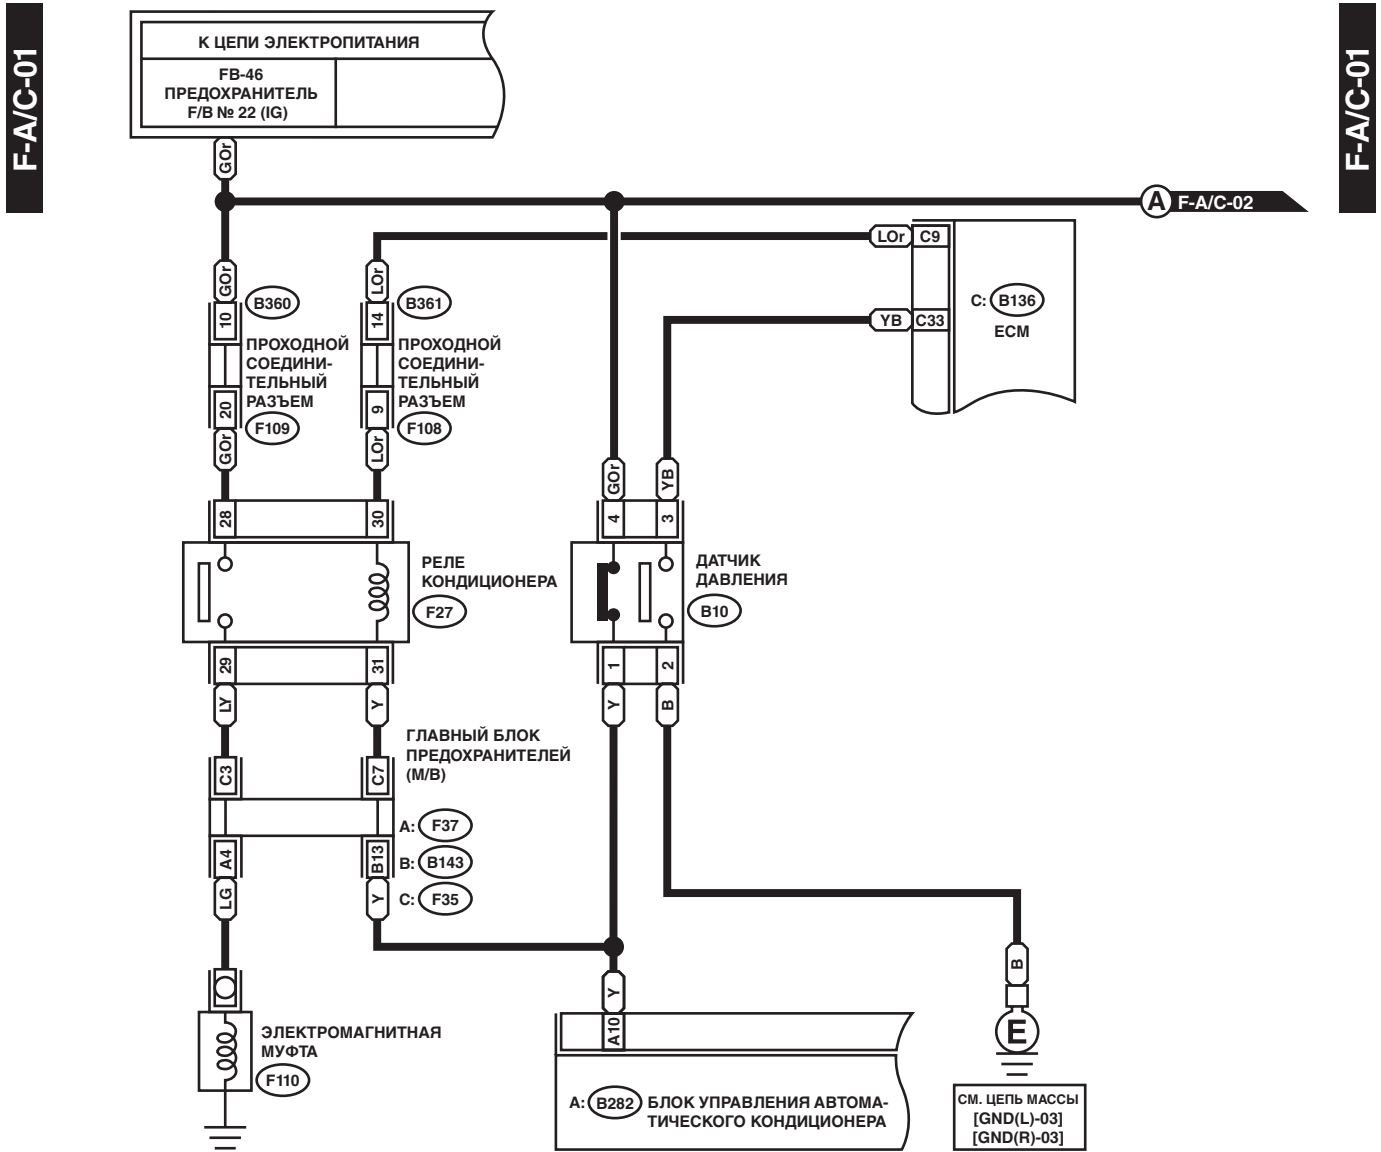 F-A/C-01
F-A/C-01
К ЦЕПИ ЭЛЕКТРОПИТАНИЯ
FB-46
ПРЕДОХРАНИТЕЛЬ
F/B № 22 (IG)
GOr
A F-A/C-02
LOr C9
GOr
LOr
B360
B361
10
14
C: B136
ECM
YB C33
ПРОХОДНОЙ
СОЕДИНИ-
ТЕЛЬНЫЙ
РАЗЪЕМ
ПРОХОДНОЙ
СОЕДИНИ-
ТЕЛЬНЫЙ
РАЗЪЕМ
20
9
F109
F108
GOr
LOr
GOr
YB
28
30
4
3
РЕЛЕ
КОНДИЦИОНЕРА
F27
ДАТЧИК
ДАВЛЕНИЯ
B10
29
31
1
2
LY
Y
Y
B
ГЛАВНЫЙ БЛОК
ПРЕДОХРАНИТЕЛЕЙ
(M/B)
C3
C7
A: F37
B: B143
C: F35
A4
B13
LG
Y
B
Y
E
A10
ЭЛЕКТРОМАГНИТНАЯ
МУФТА
F110
A: B282 БЛОК УПРАВЛЕНИЯ АВТОМА-
ТИЧЕСКОГО КОНДИЦИОНЕРА
СМ. ЦЕПЬ МАССЫ
[GND(L)-03]
[GND(R)-03]